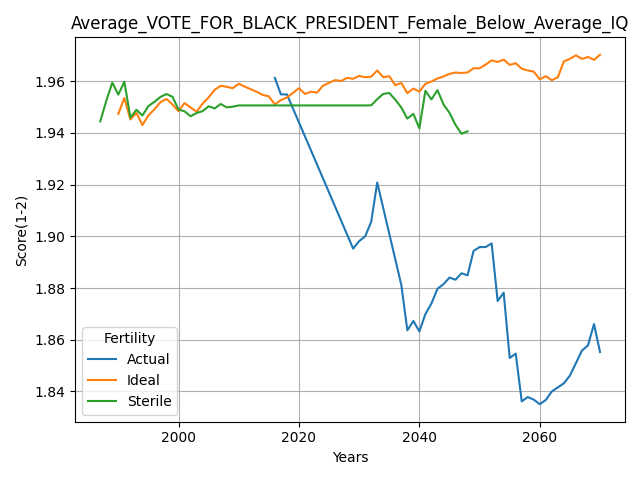 Average_VOTE_FOR_BLACK_PRESIDENT_Female_Below_Average_IQ
Score(1-2)
1.96
1.94
1.92
1.90
1.88
1.86
1.84
Fertility
Actual
Ideal
Sterile
2000
2020
2040
2060
Years